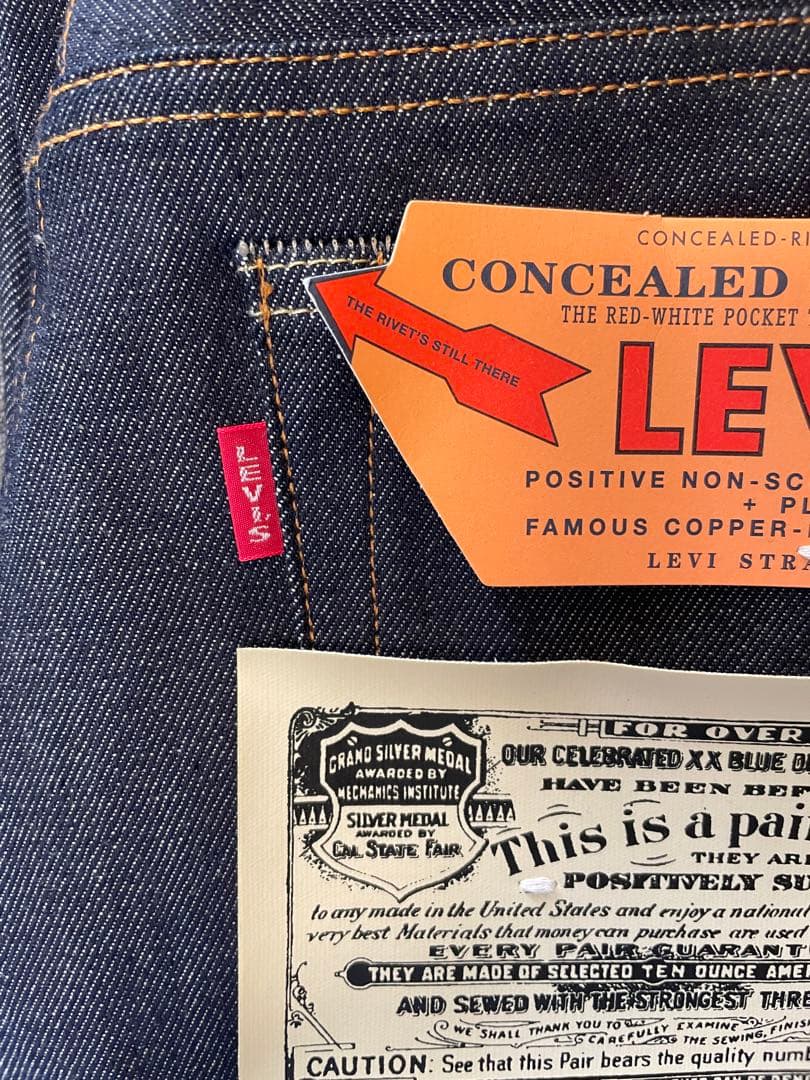 CONCEALED-RI
CONCEALED
THE RED-WHITE POCKET
THE RIVET'S STILL THERE
LEV
POSITIVE NON-SC
+ PL
FAMOUS COPPER-
LEVI STRA
LEVI'S
FOR OVER
GRAND SILVER MEDAL
AWARDED BY
MECHANICS INSTITUTE
SILVER MEDAL
AWARDED BY
CAL STATE FAIR
OUR CELEBRATED XX BLUE D
HAVE BEEN BEF
This is a pai
THEY ARE
POSITIVELY SU
to any made in the United States and enjoy a national
very best Materials that money can purchase are used
EVERY PAIR GUARANT
THEY ARE MADE OF SELECTED TEN OUNCE AME
AND SEWED WITH THE STRONGEST THRE
WE SHALL THANK YOU TO CAREFULLY EXAMINE
THE SEWING, FINIS
CAUTION: See that this Pair bears the quality numb